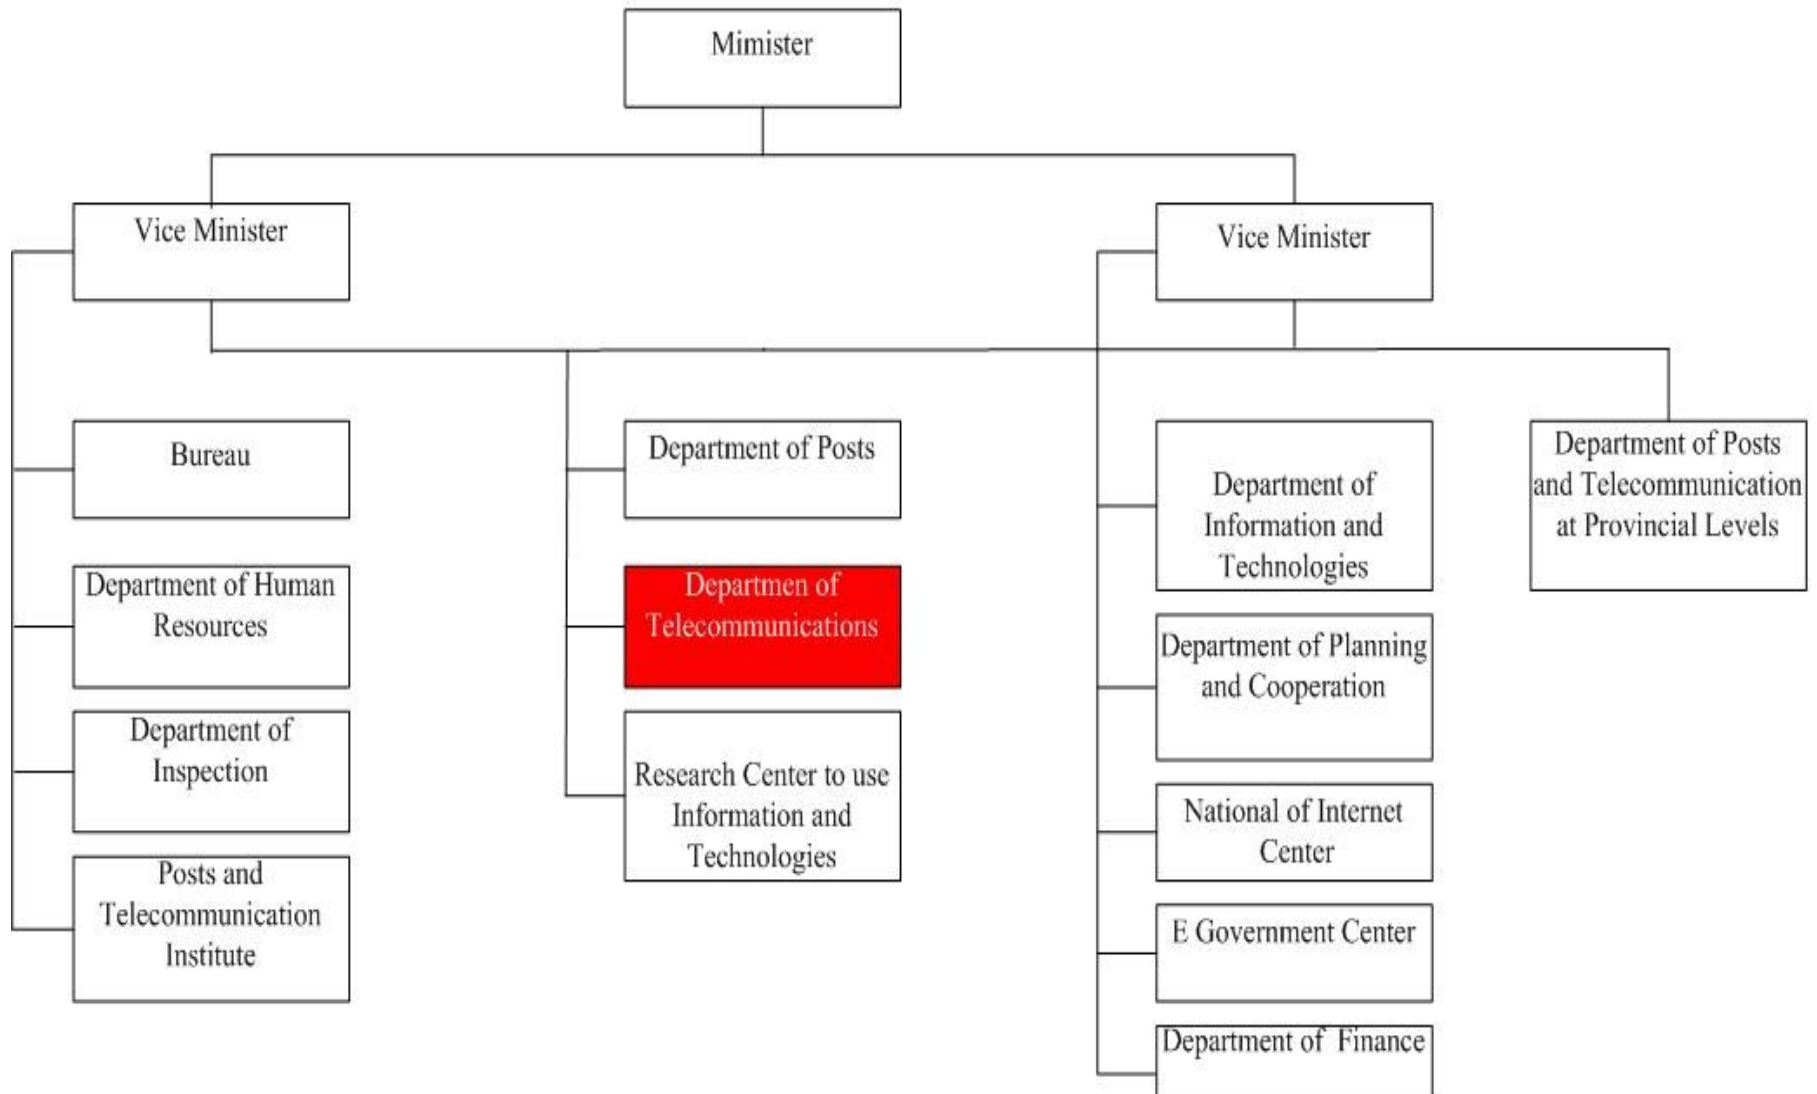 Mimister
Vice Minister
Vice Minister
Bureau
Department of Human
Resources
Department of
Inspection
Posts and
Telecommunication
Institute
Department of Posts
Departmen of
Telecommunications
Research Center to use
Information and
Technologies
Department of
Information and
Technologies
Department of Planning
and Cooperation
National of Internet
Center
E Government Center
Department of Finance
Department of Posts
and Telecommunication
at Provincial Levels